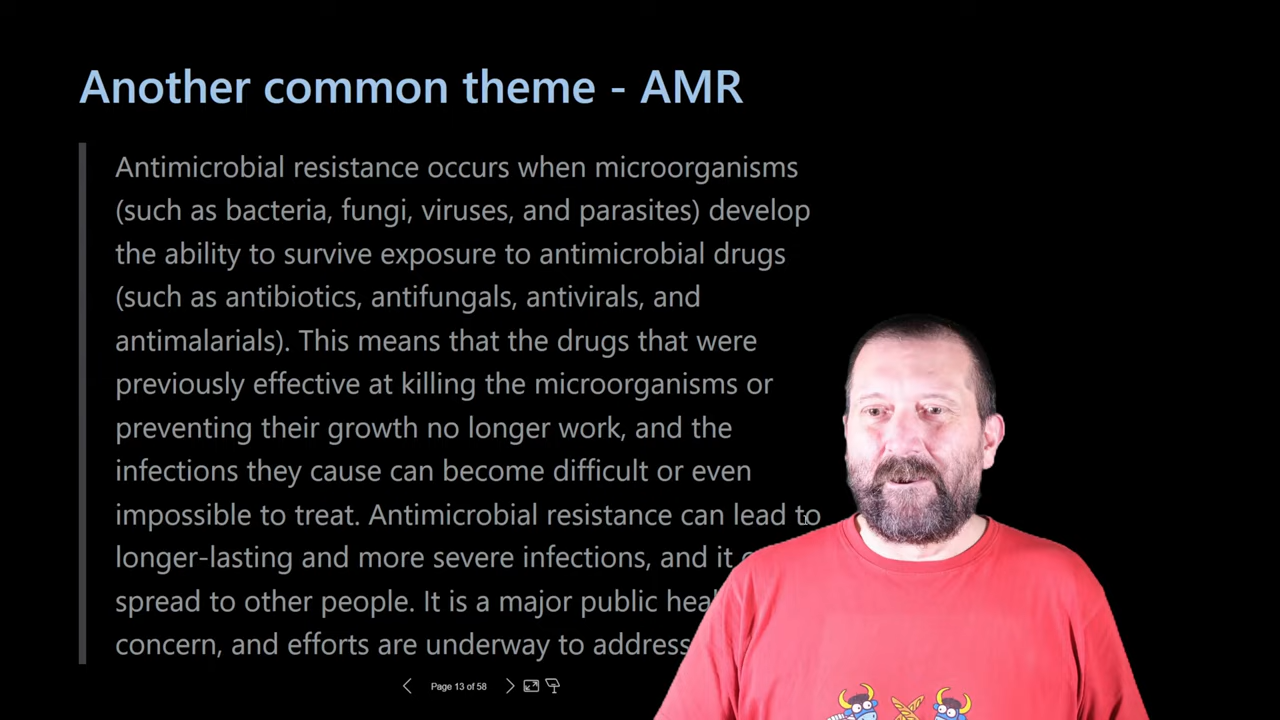 Another common theme - AMR
Antimicrobial resistance occurs when microorganisms
(such as bacteria, fungi, viruses, and parasites) develop
the ability to survive exposure to antimicrobial drugs
(such as antibiotics, antifungals, antivirals, and
antimalarials). This means that the drugs that were
previously effective at killing the microorganisms or
preventing their growth no longer work, and the
infections they cause can become difficult or even
impossible to treat. Antimicrobial resistance can lead to
longer-lasting and more severe infections, and it
spread to other people. It is a major public
concern, and efforts are underway to address
Page 13 of 58